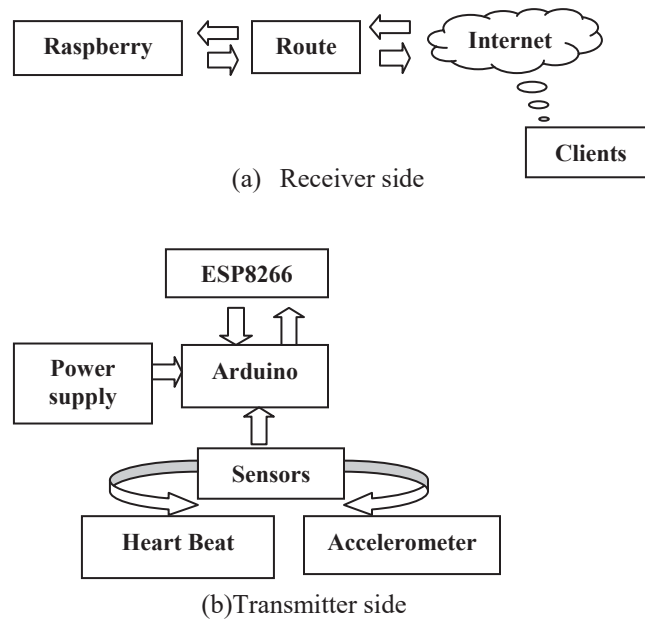 Raspberry
Route
Internet
Clients
(a) Receiver side
ESP8266
Power
supply
Arduino
Sensors
Heart Beat
Accelerometer
(b)Transmitter side